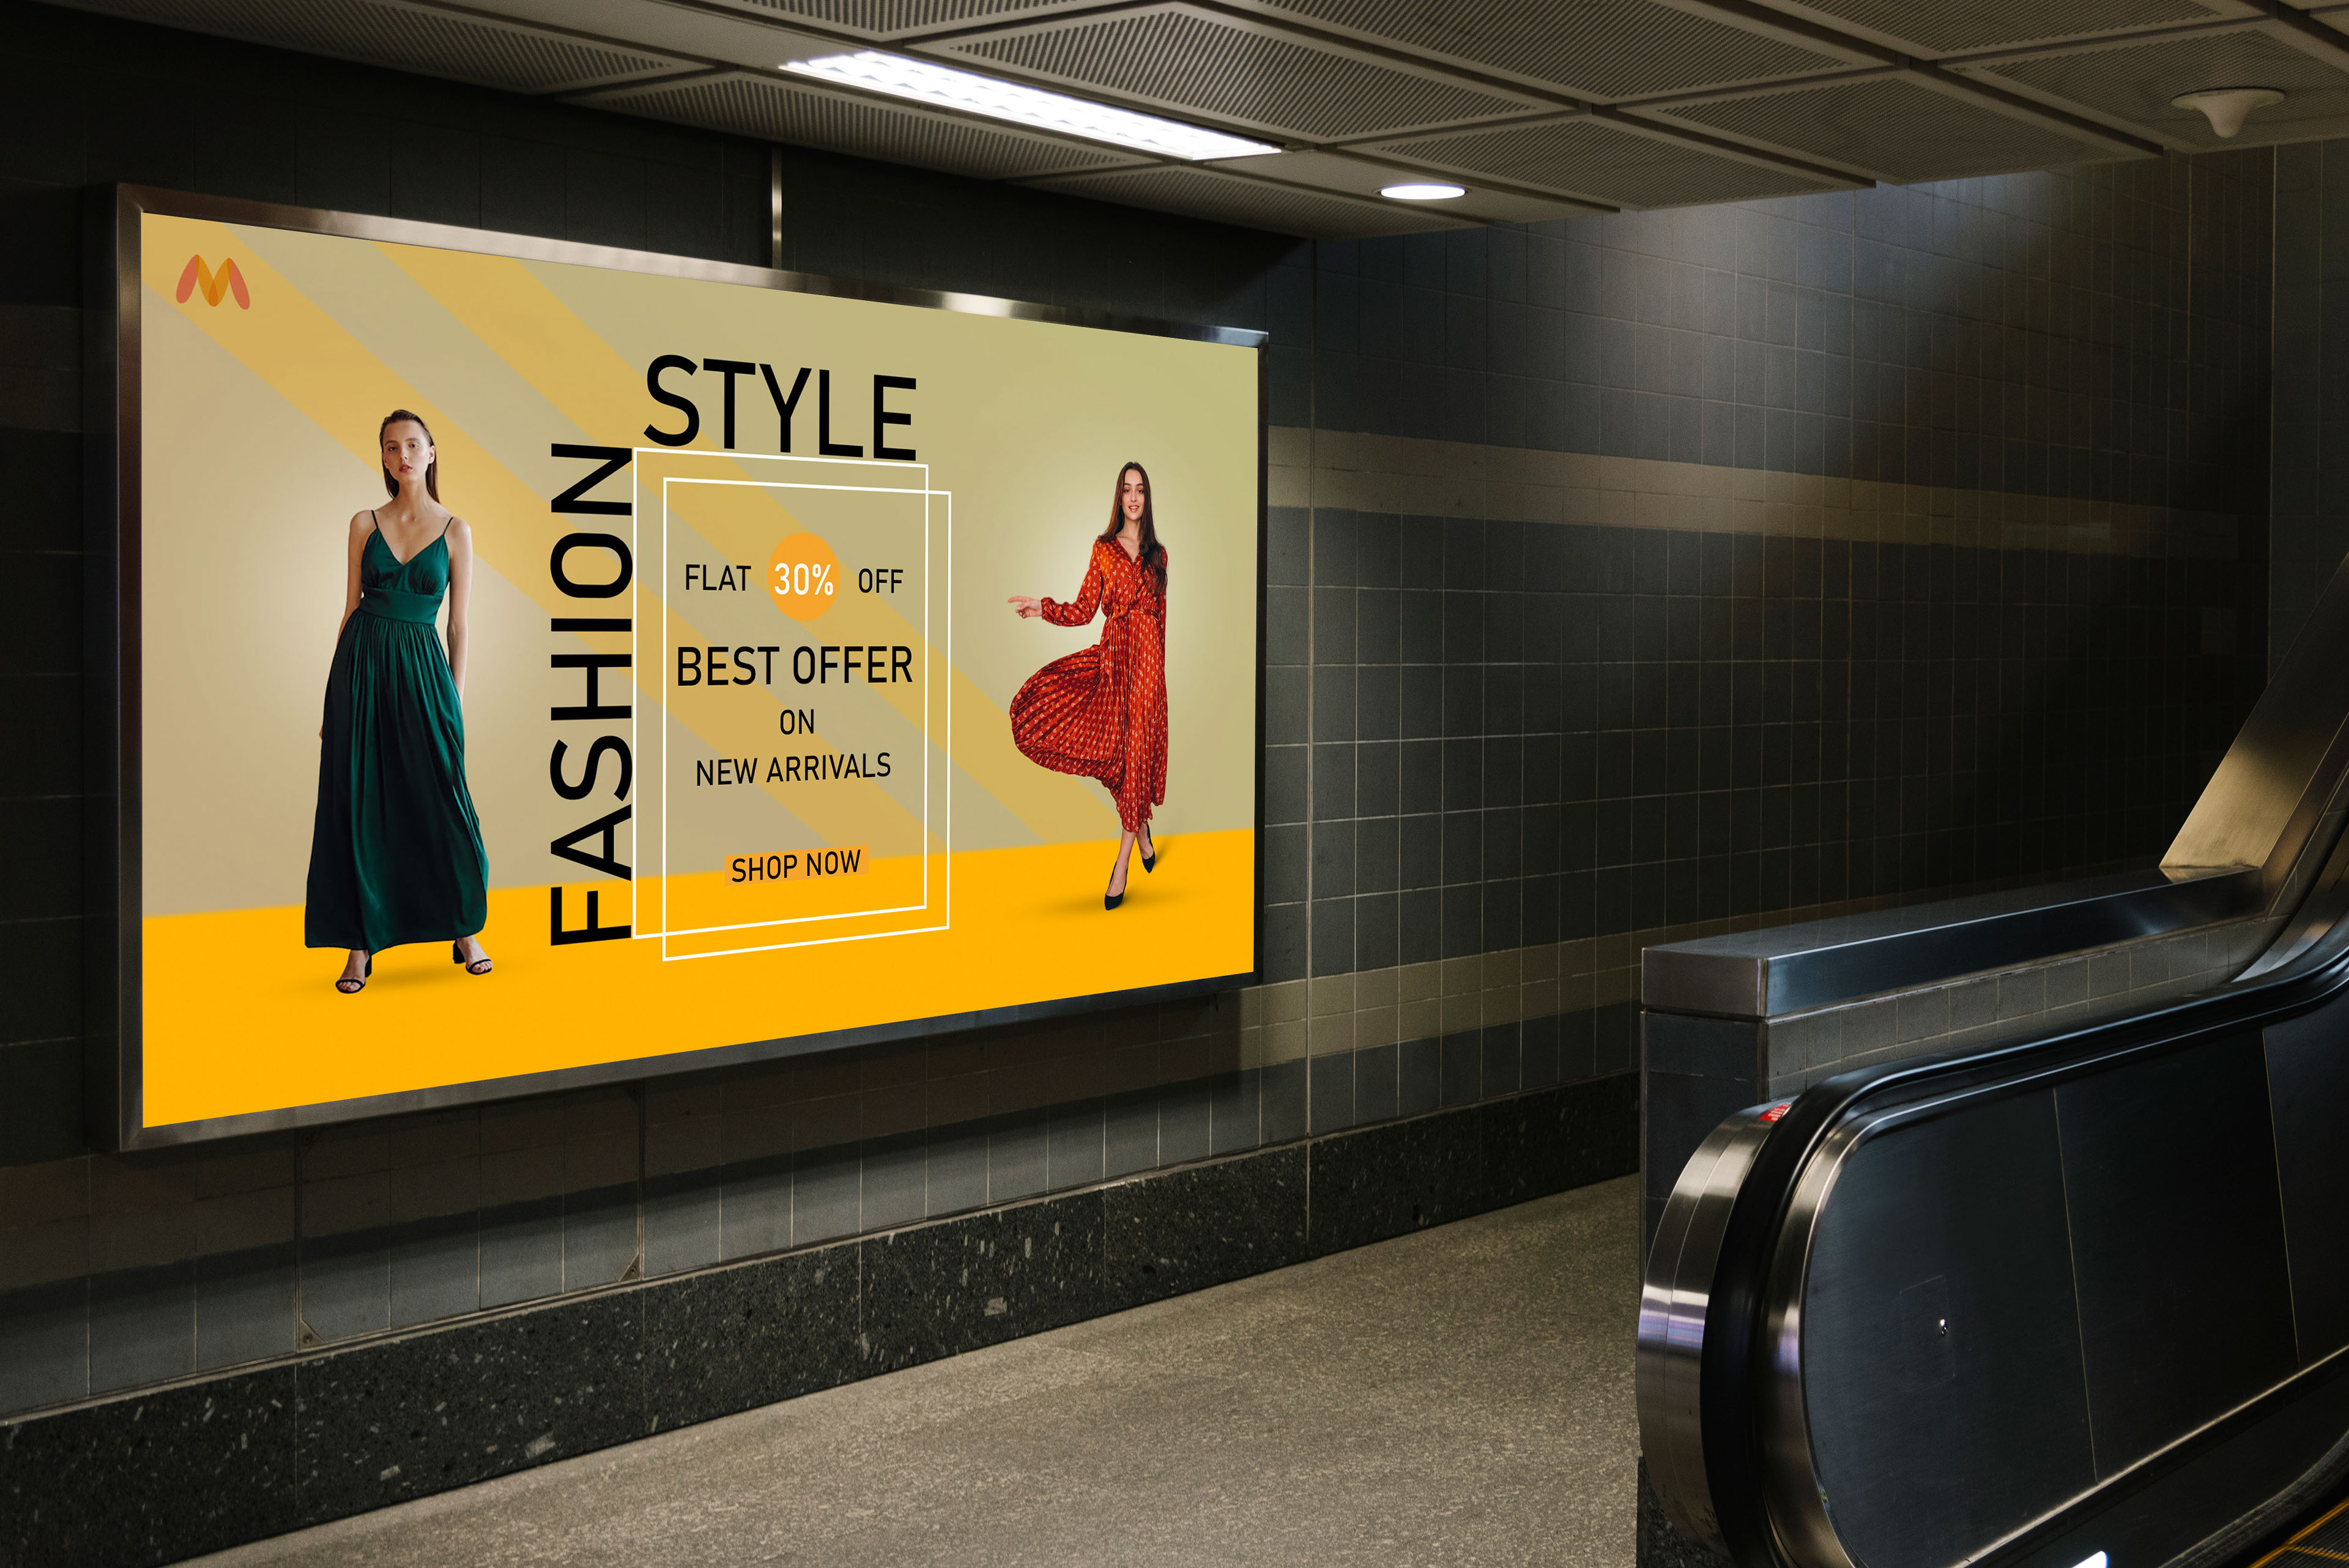 STYLE
FASHION
FLAT 30% OFF
BEST OFFER
ON
NEW ARRIVALS
SHOP NOW